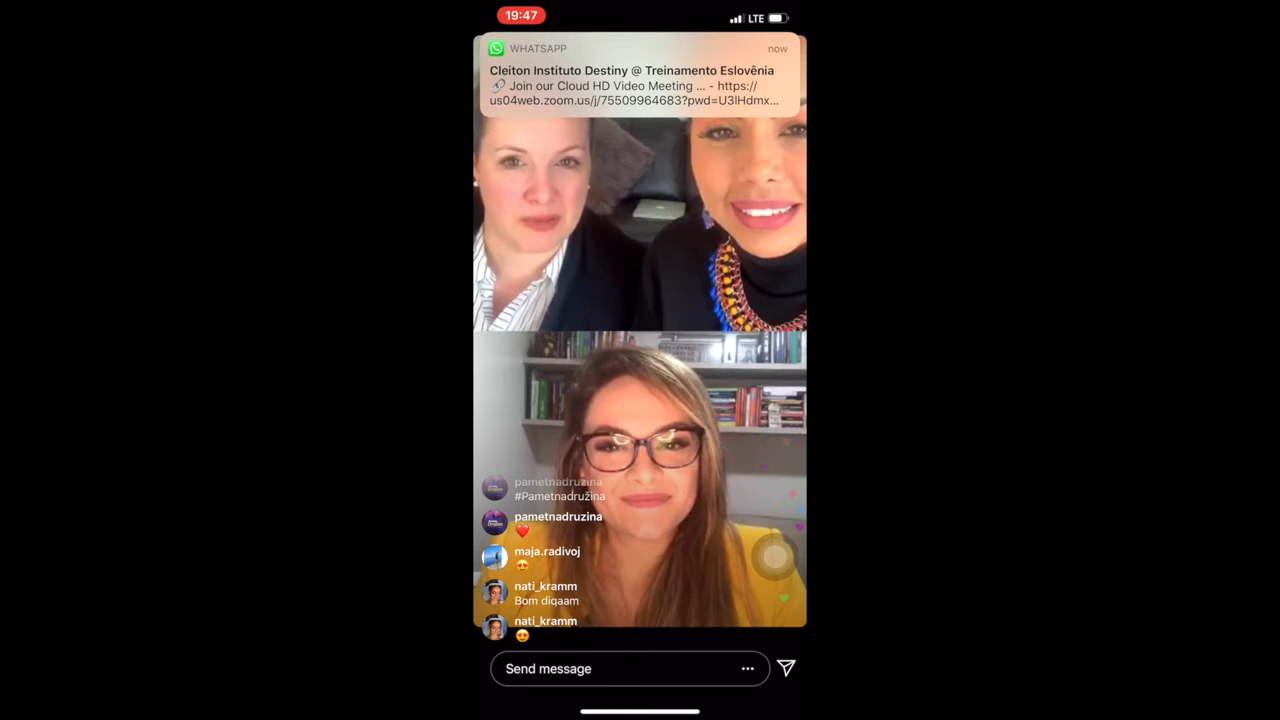 19:47
LTE
WHATSAPP
now
Cleiton Instituto Destiny @ Treinamento Eslovênia
🔗 Join our Cloud HD Video Meeting ... - https://
us04web.zoom.us/j/75509964683?pwd=U3lHdmx...
pametnadruzina
#Pametnadružina
pametnadruzina
❤️
maja.radivoj
😍
nati_kramm
Bom diqaam
nati_kramm
😍
Send message